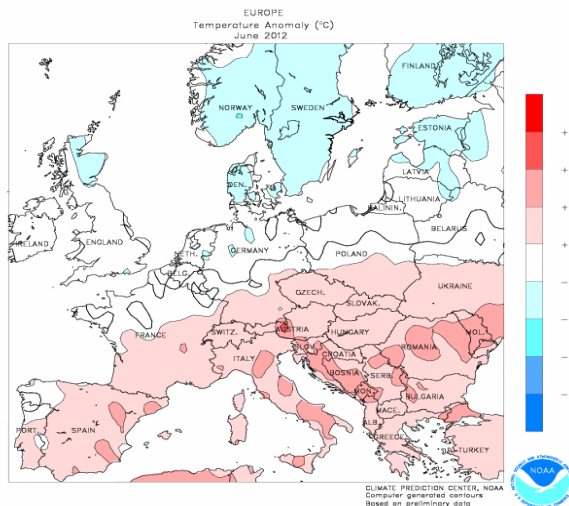 EUROPE
Temperature Anomaly (°C)
June 2012
FINLAND
NORWAY
SWEDEN
ESTONIA
LATVIA
DEN.
LITHUANIA
KALININ.
IRELAND
ENGLAND
BELARUS
NETH.
GERMANY
POLAND
BELG.
UKRAINE
CZECH.
SLOVAK.
FRANCE
SWITZ.
AUSTRIA
HUNGARY
MOL.
SLOV.
ROMANIA
ITALY
CROATIA
BOSNIA
SERB.
MON.
BULGARIA
MACE.
PORT.
SPAIN
ALB.
GREECE
TURKEY
+
+
+
+
−
−
−
−
NOAA
CLIMATE PREDICTION CENTER, NOAA
Computer generated contours
Based on preliminary data